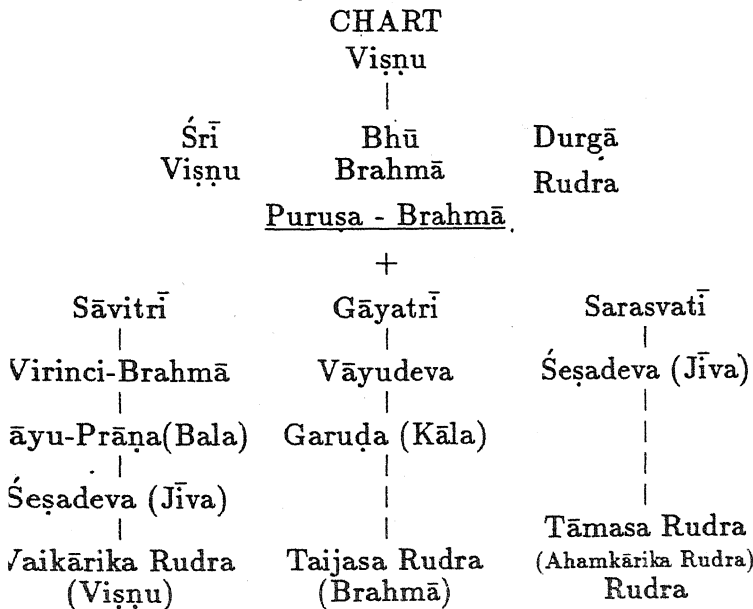 CHART
Viṣṇu
Śrī Bhū Durgā
Viṣṇu Brahmā Rudra
Puruṣa - Brahmā
+
Sāvitrī Gāyatrī Sarasvatī
Virinci-Brahmā Vāyudeva Śeṣadeva (Jīva)
āyu-Prāṇa(Bala) Garuḍa (Kāla)
Śeṣadeva (Jīva)
Tāmasa Rudra
Vaikārika Rudra Taijasa Rudra (Ahamkārika Rudra)
(Viṣṇu) (Brahmā) Rudra